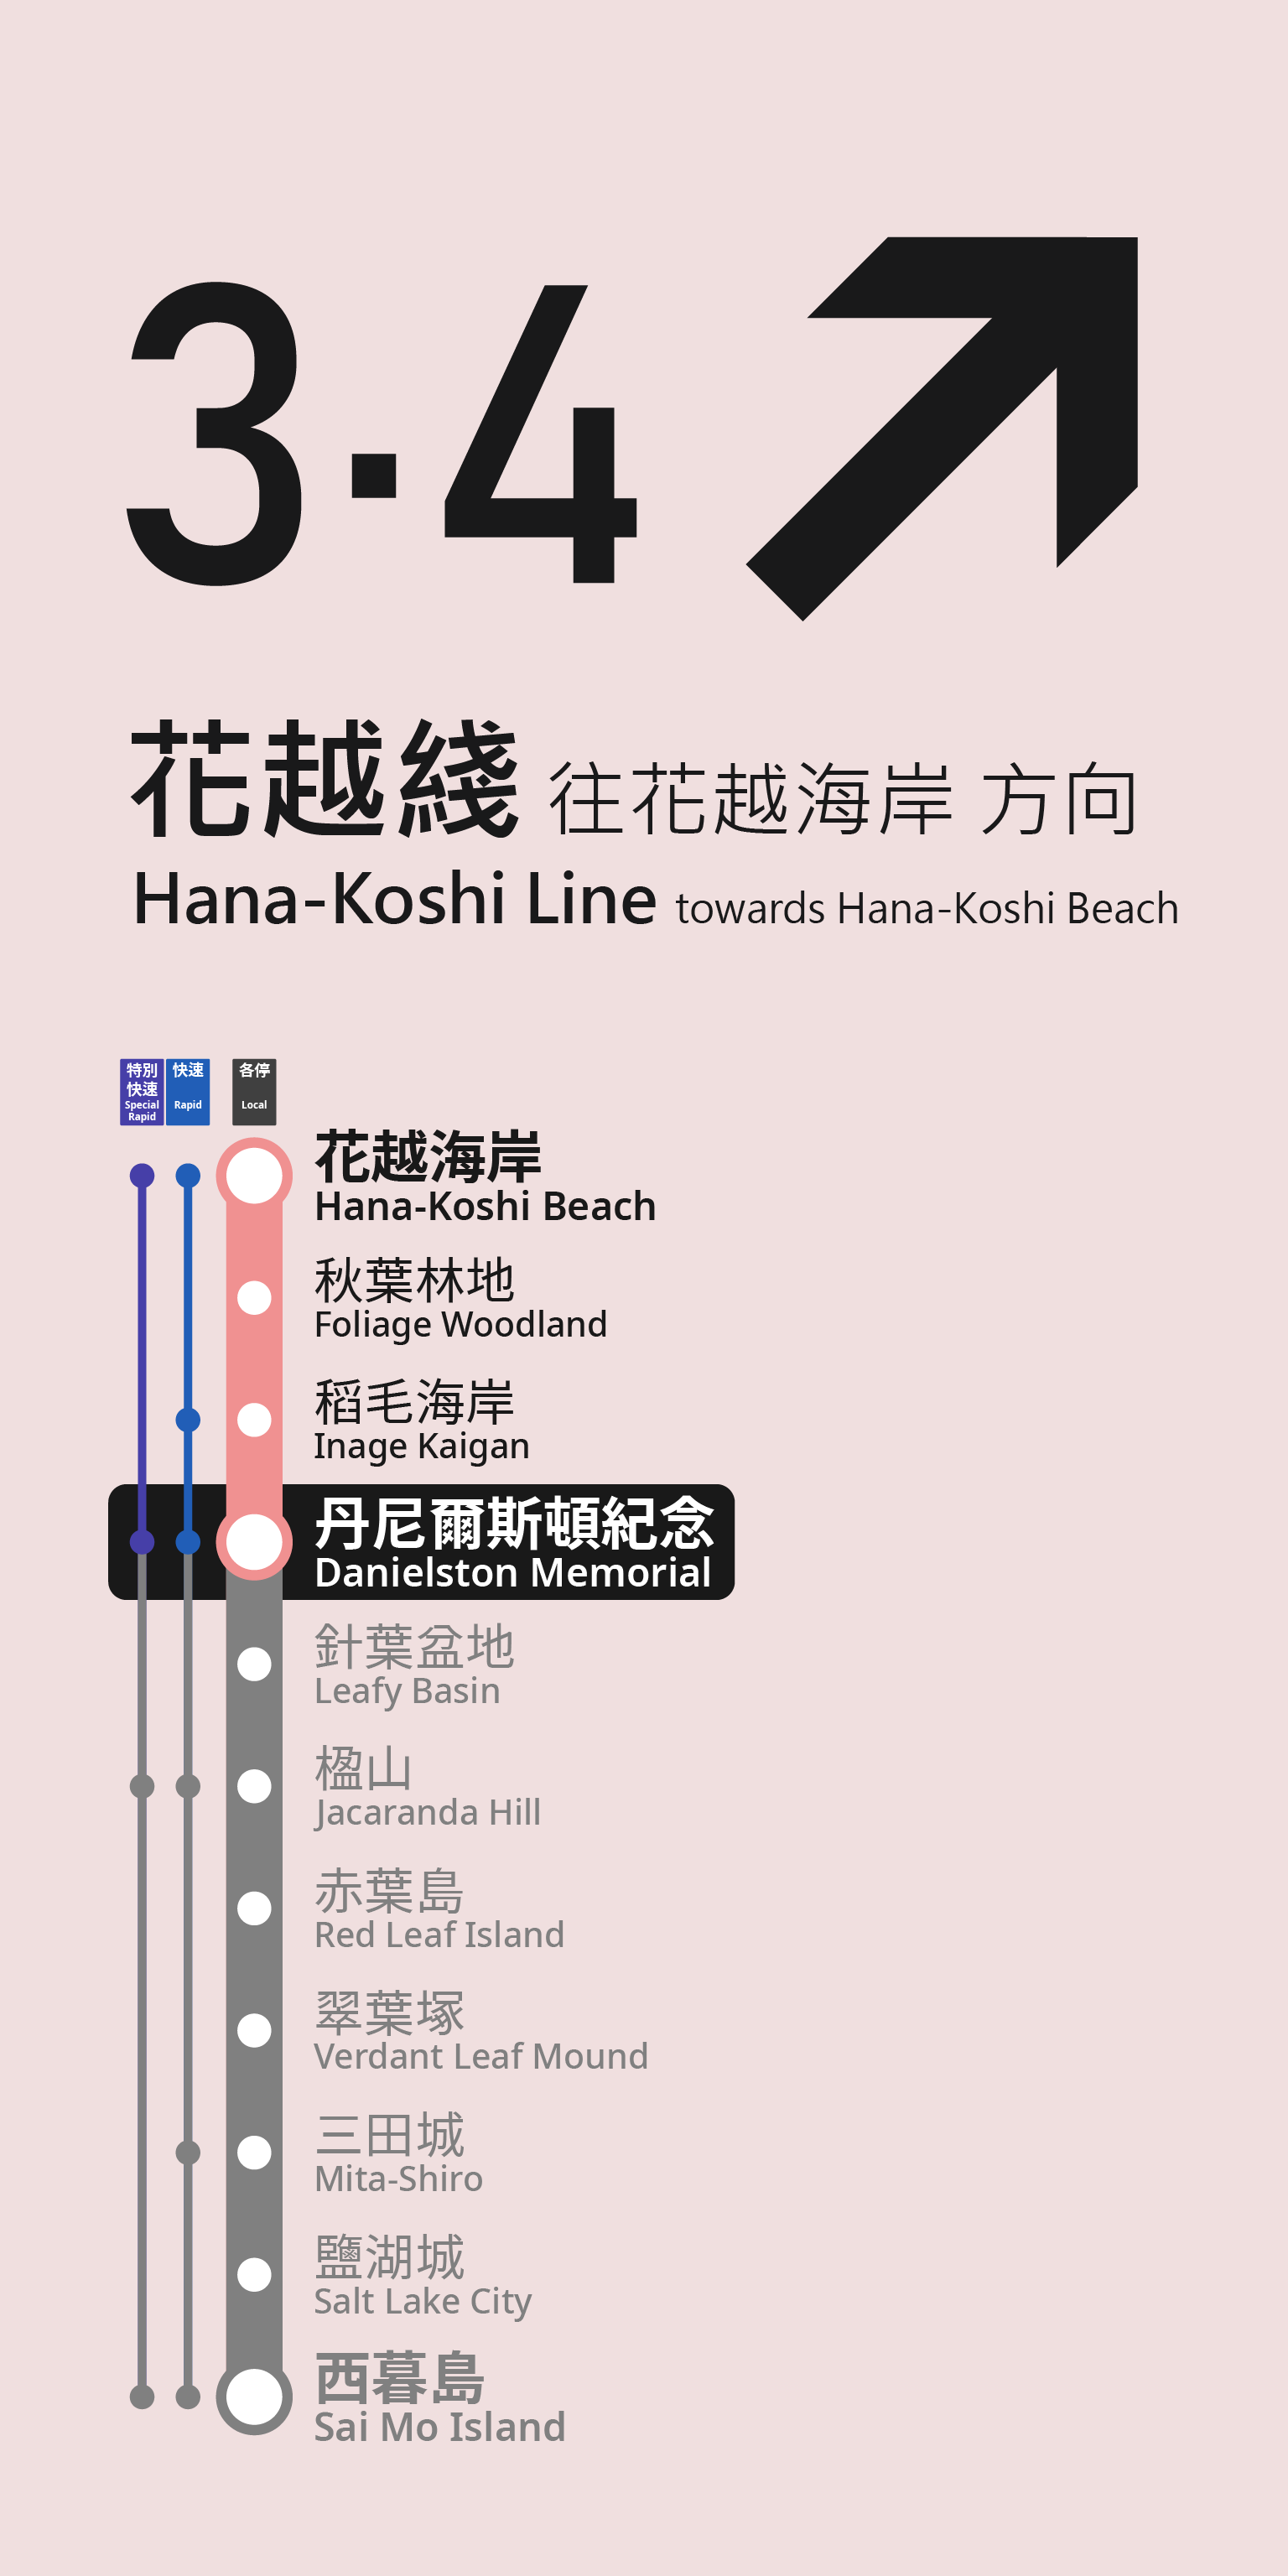 3·4
花越綫 往花越海岸 方向
Hana-Koshi Line towards Hana-Koshi Beach
特別 快速 各停
快速
Special Rapid Local
Rapid
花越海岸
Hana-Koshi Beach
秋葉林地
Foliage Woodland
稻毛海岸
Inage Kaigan
丹尼爾斯頓紀念
Danielston Memorial
針葉盆地
Leafy Basin
楹山
Jacaranda Hill
赤葉島
Red Leaf Island
翠葉塚
Verdant Leaf Mound
三田城
Mita-Shiro
鹽湖城
Salt Lake City
西暮島
Sai Mo Island